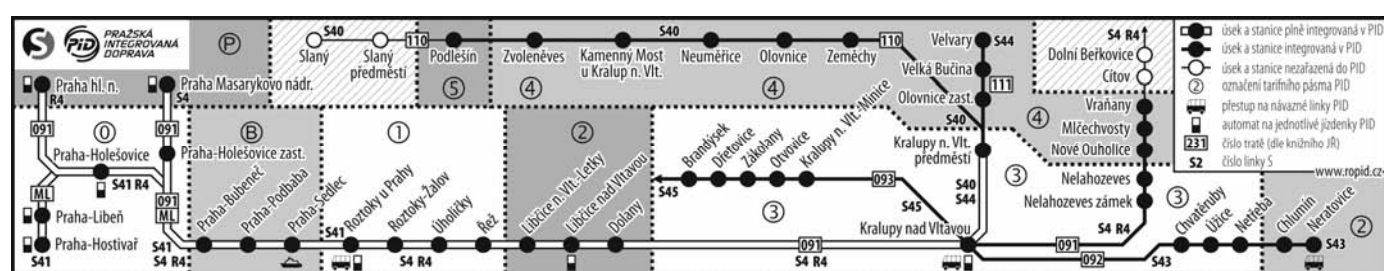 S
PiD
PRAŽSKÁ
INTEGROVANÁ
DOPRAVA
P
S40
S40
Slaný
Slaný
předměstí
110
Podlešín
5
Zvoleněves
4
Kamenný Most
u Kralup n. Vlt.
Neuměřice
Olovnice
4
Zeměchy
110
Velvary
S44
Velká Bučina
111
Olovnice zast.
S40
S4 R4
Dolní Beřkovice
Cítov
4
Vraňany
Mlčechvosty
Nové Ouholice
Nelahozeves
Nelahozeves zámek
S4 R4
úsek a stanice plně integrovaná v PID
úsek a stanice integrovaná v PID
úsek a stanice nezařazená do PID
2 označení tarifního pásma PID
přestup na návazné linky PID
automat na jednotlivé jízdenky PID
231 číslo tratě (dle knižního JŘ)
S2 číslo linky S
www.ropid.cz
Praha hl. n.
R4
091
0
Praha-Holešovice
S41 R4
ML
Praha-Libeň
Praha-Hostivař
S41
Praha Masarykovo nádr.
S4
091
Praha-Holešovice zast.
091
ML
S41
S4 R4
B
Praha-Bubeneč
Praha-Podbaba
Praha-Sedlec
1
S41
Roztoky u Prahy
Roztoky-Žalov
Úholičky
Řež
S4 R4
2
Libčice n. Vlt.-Letky
Libčice nad Vltavou
Dolany
S45
Brandýsek
Dřetovice
Zákolany
Otvovice
Kralupy n. Vlt.-Minice
093
3
S45
091
S4 R4
Kralupy n. Vlt.
předměstí
S40
S44
Kralupy nad Vltavou
3
091
092
S43
3
Chvatěruby
Úžice
Netřeba
Chlumín
Neratovice
S43
2